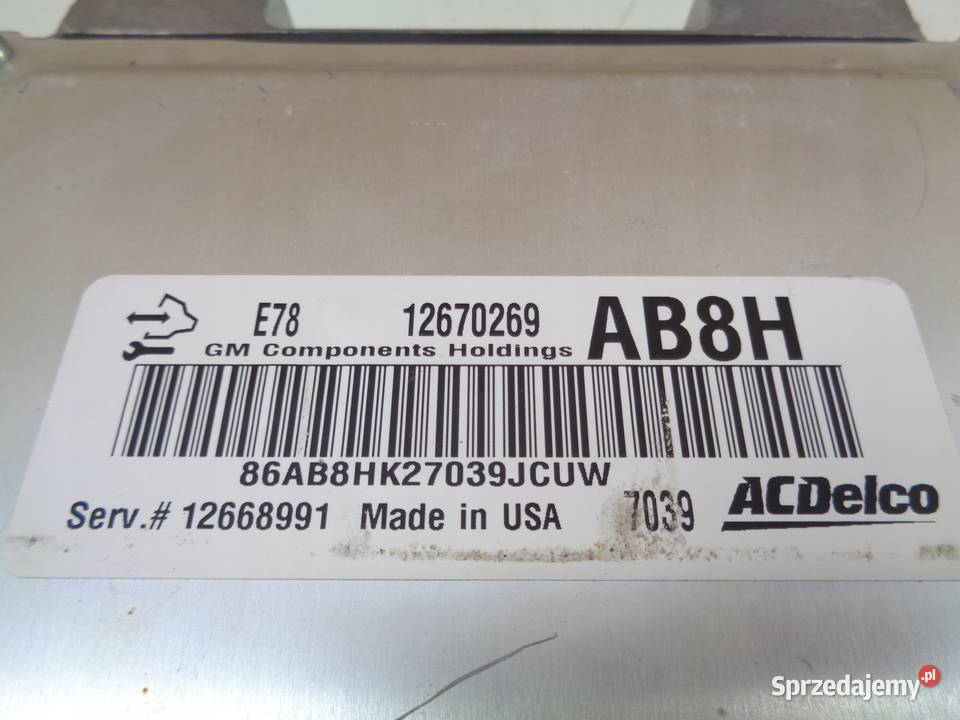 E78 12670269 AB8H
GM Components Holdings
86AB8HK27039JCUW
Serv.# 12668991 Made in USA 7039 ACDelco
Sprzedajemy.pl